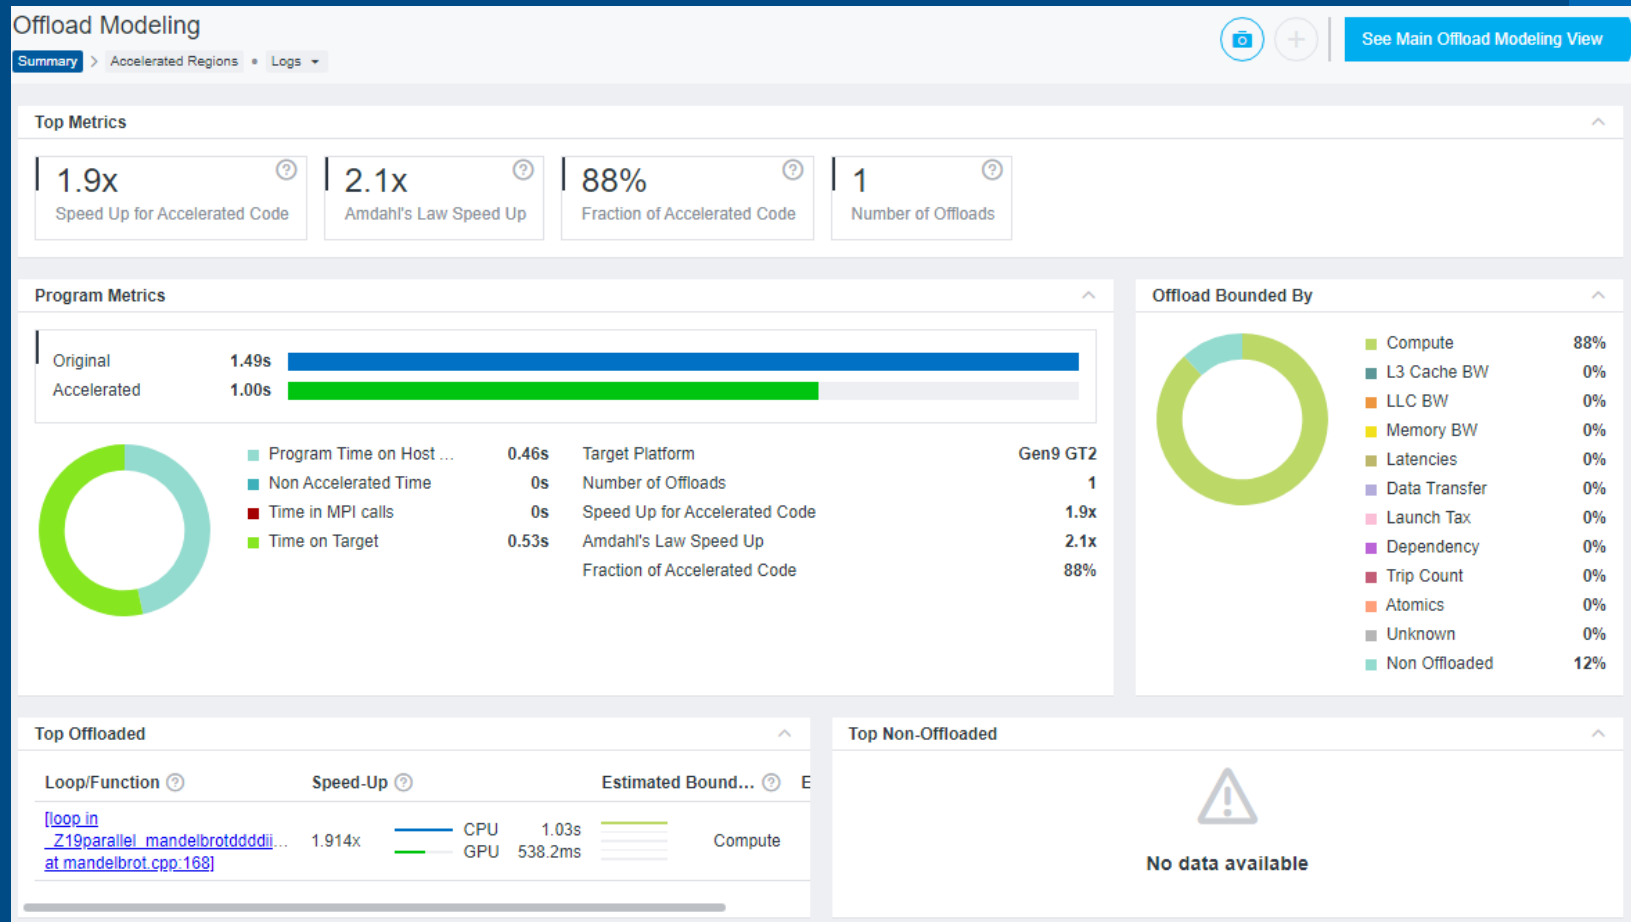 Offload Modeling
See Main Offload Modeling View
Summary > Accelerated Regions • Logs
Top Metrics
1.9x
Speed Up for Accelerated Code
2.1x
Amdahl's Law Speed Up
88%
Fraction of Accelerated Code
1
Number of Offloads
Program Metrics
Original 1.49s
Accelerated 1.00s
Program Time on Host ... 0.46s
Non Accelerated Time 0s
Time in MPI calls 0s
Time on Target 0.53s
Target Platform Gen9 GT2
Number of Offloads 1
Speed Up for Accelerated Code 1.9x
Amdahl's Law Speed Up 2.1x
Fraction of Accelerated Code 88%
Offload Bounded By
Compute 88%
L3 Cache BW 0%
LLC BW 0%
Memory BW 0%
Latencies 0%
Data Transfer 0%
Launch Tax 0%
Dependency 0%
Trip Count 0%
Atomics 0%
Unknown 0%
Non Offloaded 12%
Top Offloaded
Loop/Function Speed-Up Estimated Bound... E
[loop in
_Z19parallel_mandelbrotddddii...
at mandelbrot.cpp:168]
1.914x
CPU 1.03s
GPU 538.2ms
Compute
Top Non-Offloaded
No data available